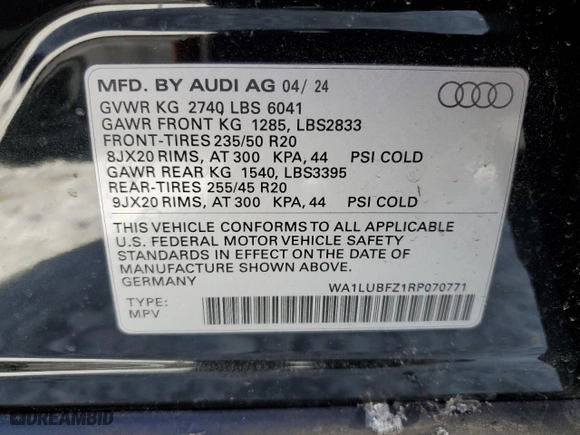 MFD. BY AUDI AG 04/ 24
GVWR KG 2740 LBS 6041
GAWR FRONT KG 1285, LBS2833
FRONT-TIRES 235/50 R20
8JX20 RIMS, AT 300 KPA, 44 PSI COLD
GAWR REAR KG 1540, LBS3395
REAR-TIRES 255/45 R20
9JX20 RIMS, AT 300 KPA, 44 PSI COLD
THIS VEHICLE CONFORMS TO ALL APPLICABLE
U.S. FEDERAL MOTOR VEHICLE SAFETY
STANDARDS IN EFFECT ON THE DATE OF
MANUFACTURE SHOWN ABOVE.
GERMANY
WA1LUBFZ1RP070771
TYPE:
MPV
DREAMBID